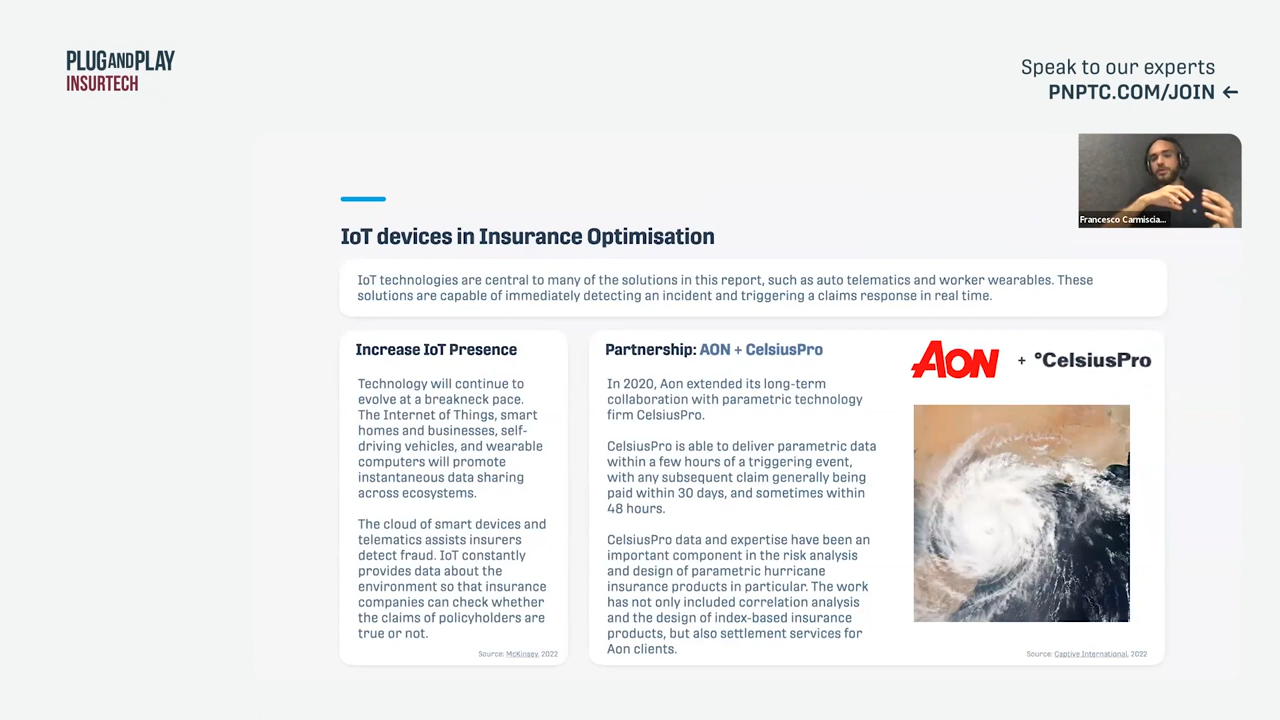 PLUGANDPLAY
INSURTECH
Speak to our experts
PNPTC.COM/JOIN ←
Francesco Carmiscia...
IoT devices in Insurance Optimisation
IoT technologies are central to many of the solutions in this report, such as auto telematics and worker wearables. These
solutions are capable of immediately detecting an incident and triggering a claims response in real time.
Increase IoT Presence
Technology will continue to
evolve at a breakneck pace.
The Internet of Things, smart
homes and businesses, self-
driving vehicles, and wearable
computers will promote
instantaneous data sharing
across ecosystems.
The cloud of smart devices and
telematics assists insurers
detect fraud. IoT constantly
provides data about the
environment so that insurance
companies can check whether
the claims of policyholders are
true or not.
Source: McKinsey, 2022
Partnership: AON + CelsiusPro
AON + °CelsiusPro
In 2020, Aon extended its long-term
collaboration with parametric technology
firm CelsiusPro.
CelsiusPro is able to deliver parametric data
within a few hours of a triggering event,
with any subsequent claim generally being
paid within 30 days, and sometimes within
48 hours.
CelsiusPro data and expertise have been an
important component in the risk analysis
and design of parametric hurricane
insurance products in particular. The work
has not only included correlation analysis
and the design of index-based insurance
products, but also settlement services for
Aon clients.
Source: Captive International, 2022